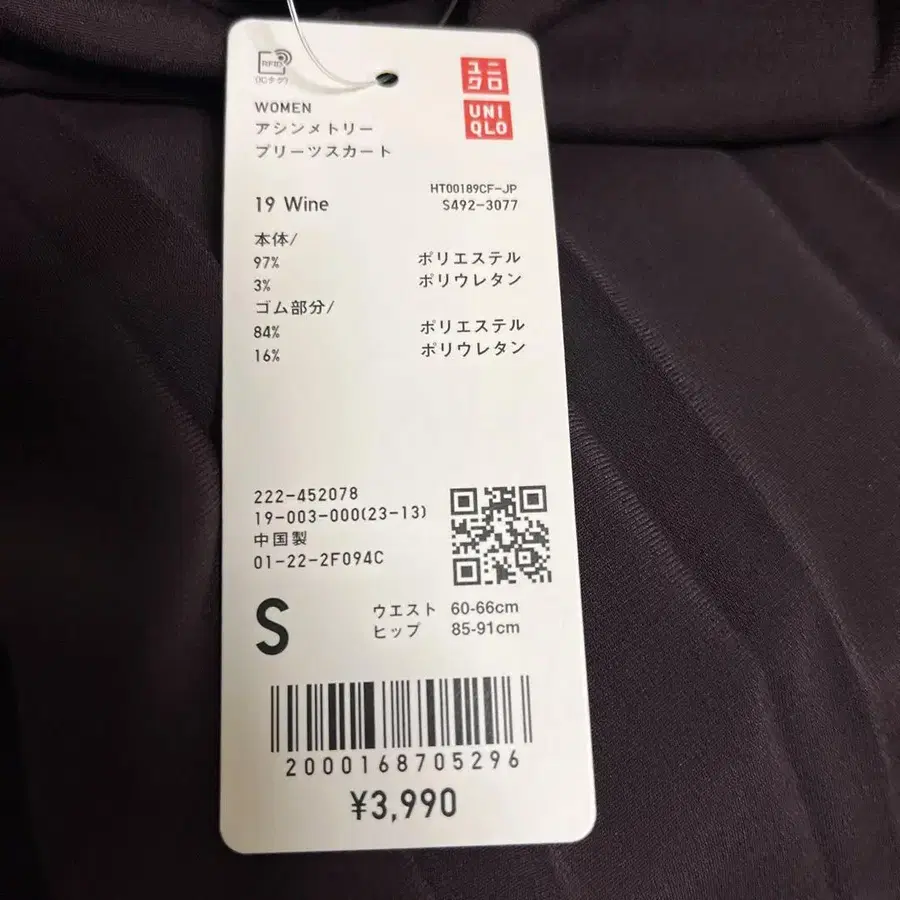 RFID
(ICタグ)
ユニ
クロ
UNI
QLO
WOMEN
アシンメトリー
プリーツスカート
HT00189CF-JP
19 Wine
S492-3077
本体/
97% ポリエステル
3% ポリウレタン
ゴム部分/
84% ポリエステル
16% ポリウレタン
222-452078
19-003-000(23-13)
中国製
01-22-2F094C
S
ウエスト 60-66cm
ヒップ 85-91cm
2000168705296
¥3,990